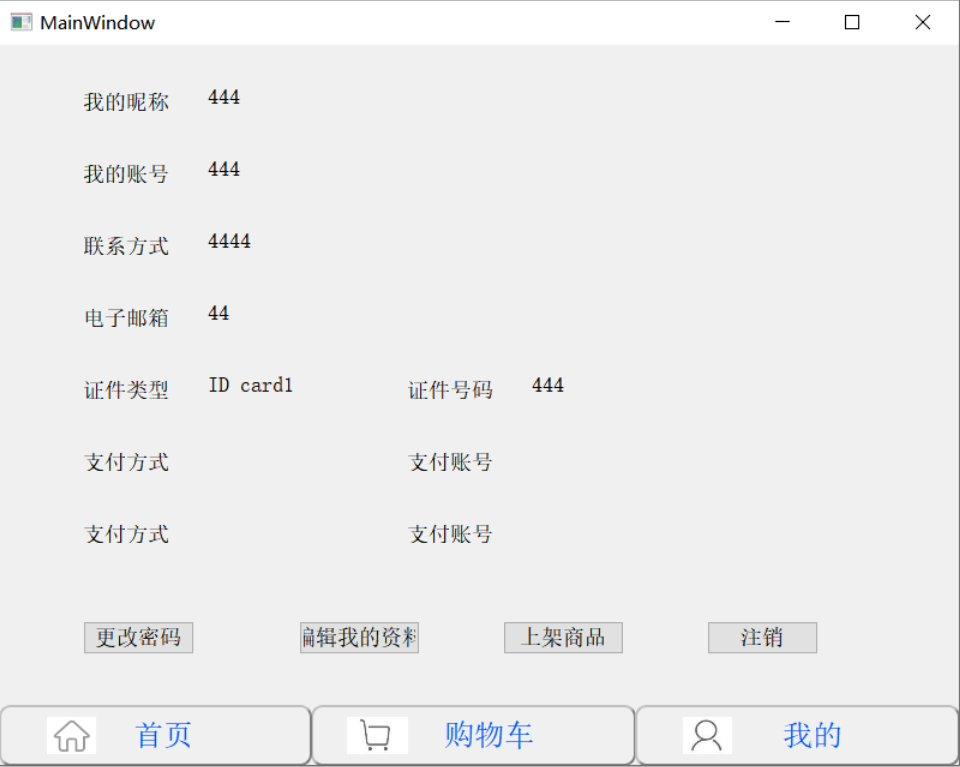 MainWindow
我的昵称 444
我的账号 444
联系方式 4444
电子邮箱 44
证件类型 ID card1 证件号码 444
支付方式 支付账号
支付方式 支付账号
更改密码 编辑我的资料 上架商品 注销
首页 购物车 我的